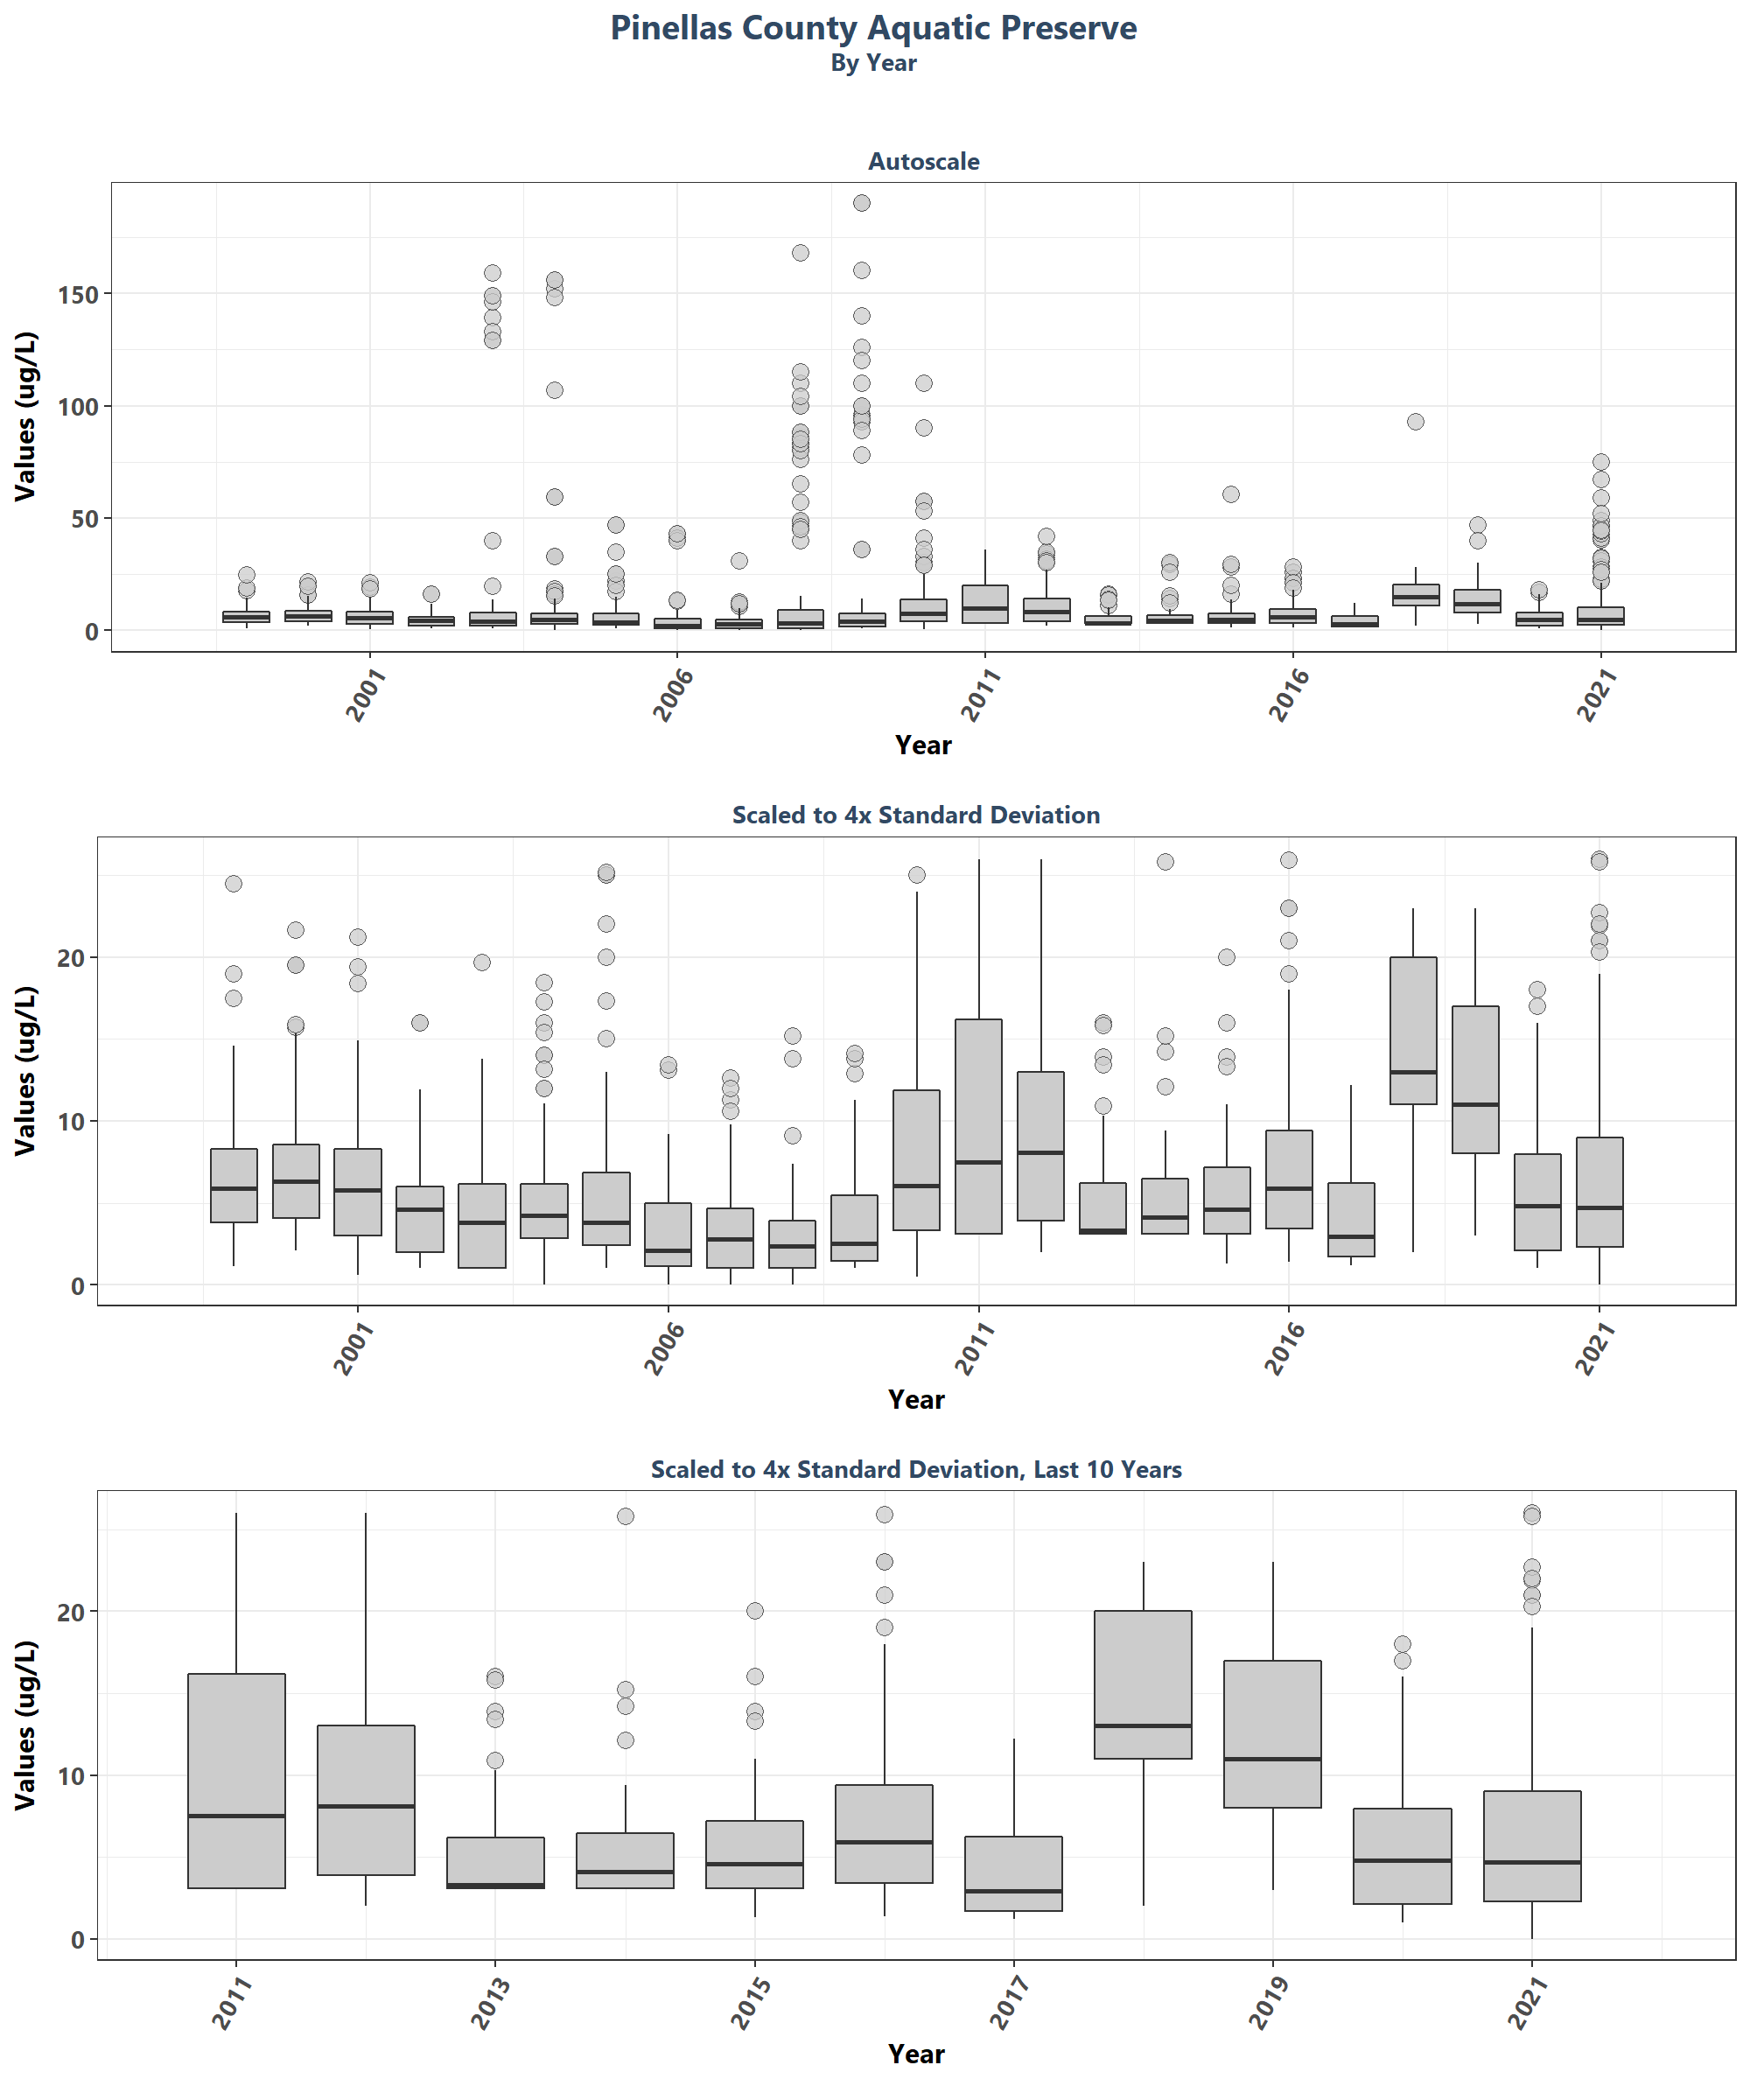 Pinellas County Aquatic Preserve
By Year
Autoscale
Values (ug/L)
150
100
50
0
2001
2006
2011
2016
2021
Year
Scaled to 4x Standard Deviation
Values (ug/L)
20
10
0
2001
2006
2011
2016
2021
Year
Scaled to 4x Standard Deviation, Last 10 Years
Values (ug/L)
20
10
0
2011
2013
2015
2017
2019
2021
Year